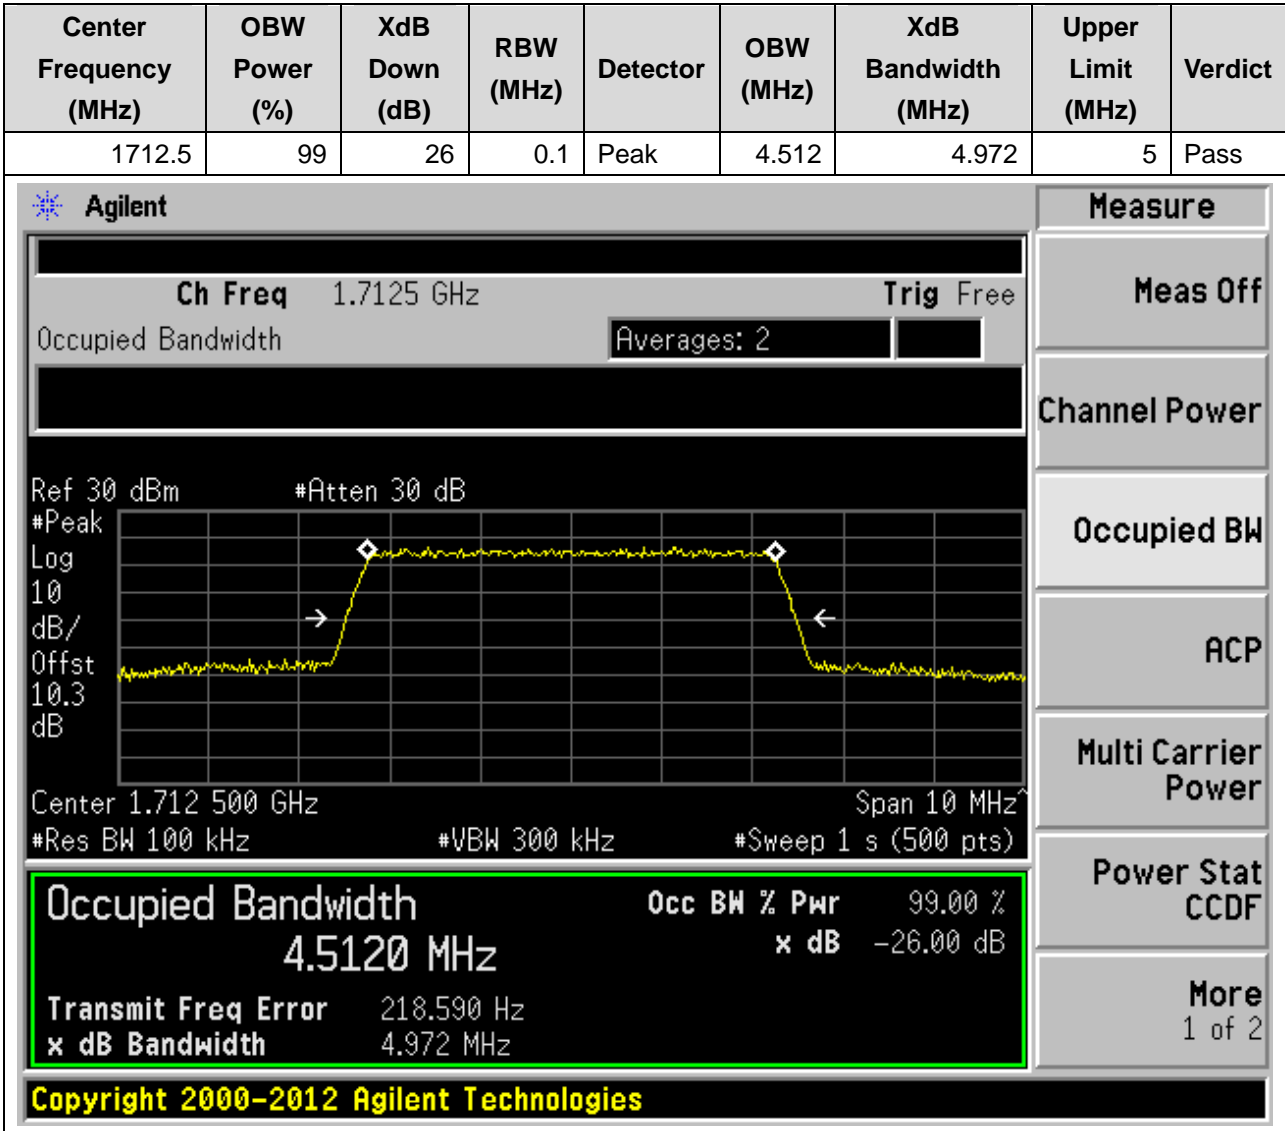 Center Frequency (MHz) OBW Power (%) XdB Down (dB) RBW (MHz) Detector OBW (MHz) XdB Bandwidth (MHz) Upper Limit (MHz) Verdict
1712.5 99 26 0.1 Peak 4.512 4.972 5 Pass
Agilent
Measure
Ch Freq 1.7125 GHz Trig Free
Meas Off
Occupied Bandwidth Averages: 2
Channel Power
Ref 30 dBm #Atten 30 dB
#Peak
Log
10
dB/
Offst
10.3
dB
Occupied BW
ACP
Multi Carrier
Power
Center 1.712 500 GHz Span 10 MHz^
#Res BW 100 kHz #VBW 300 kHz #Sweep 1 s (500 pts)
Power Stat
CCDF
Occupied Bandwidth Occ BW % Pwr 99.00 %
4.5120 MHz x dB -26.00 dB
Transmit Freq Error 218.590 Hz
x dB Bandwidth 4.972 MHz
More
1 of 2
Copyright 2000-2012 Agilent Technologies